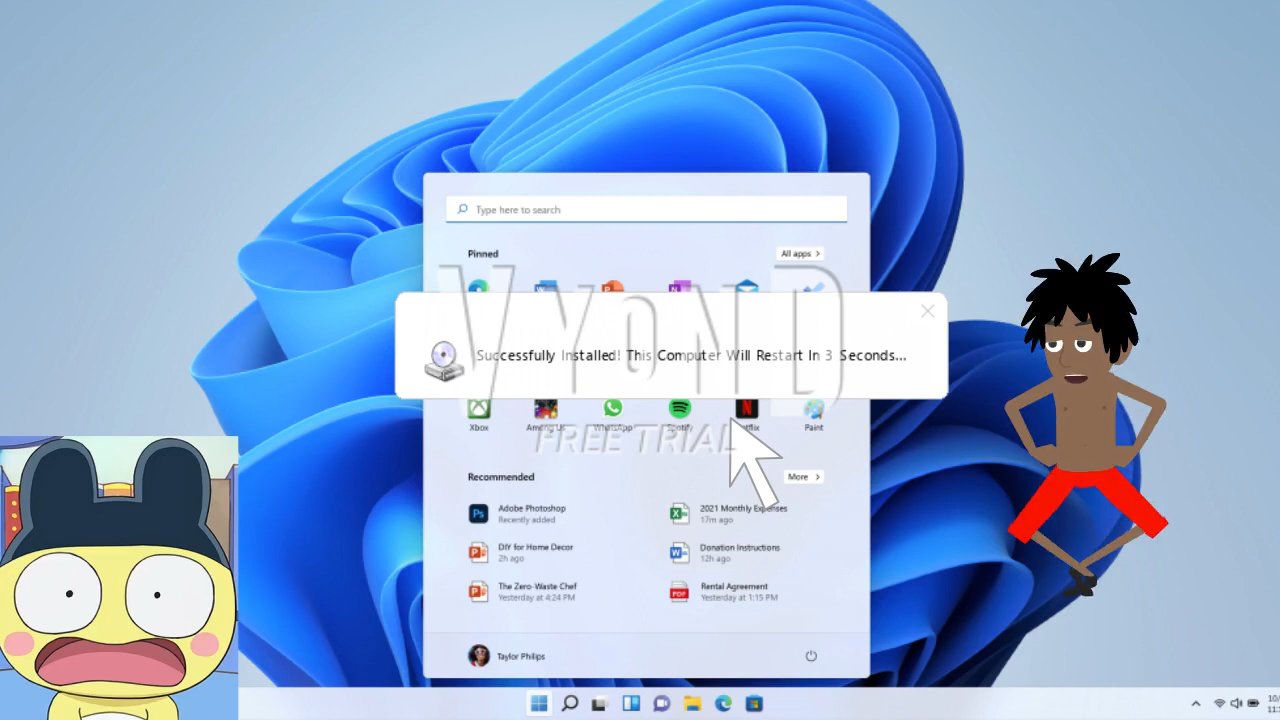 Type here to search
Pinned
All apps >
VYOND
Successfully Installed! This Computer Will Restart In 3 Seconds...
Xbox
WhatsApp
Spotify
Paint
FREE TRIAL
Recommended
More >
Adobe Photoshop
Recently added
2021 Monthly Expenses
17m ago
DIY for Home Decor
2h ago
Donation Instructions
12h ago
The Zero-Waste Chef
Yesterday at 4:24 PM
Rental Agreement
Yesterday at 1:15 PM
Taylor Philips